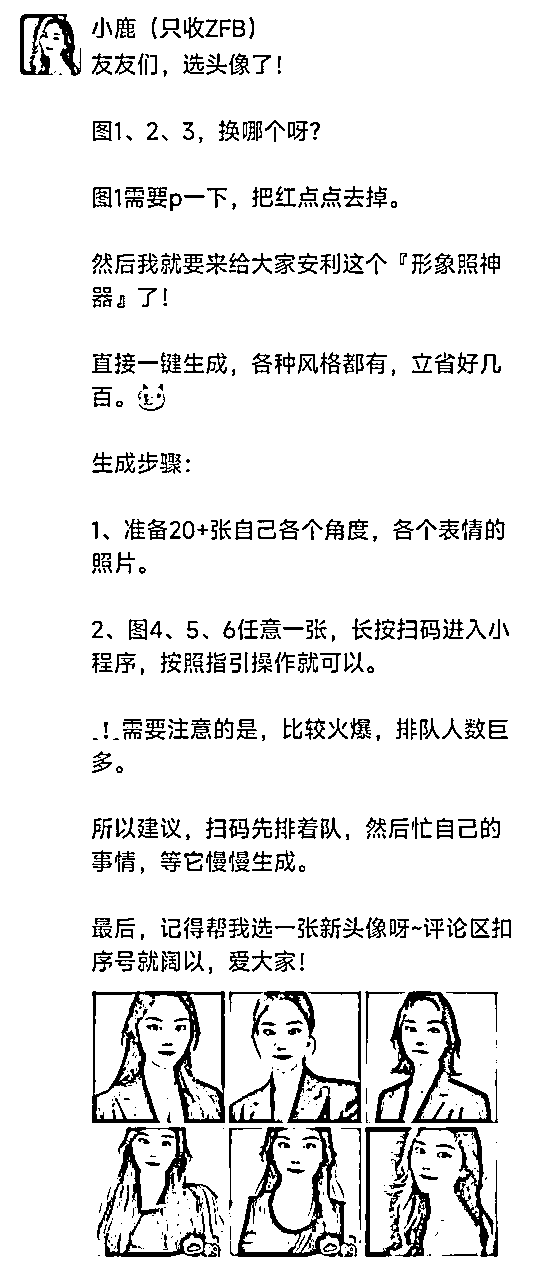 小鹿（只收ZFB）
友友们，选头像了！
图1、2、3，换哪个呀？
图1需要p一下，把红点点去掉。
然后我就要来给大家安利这个『形象照神
器』了！
直接一键生成，各种风格都有，立省好几
百。
生成步骤：
1、准备20+张自己各个角度，各个表情的
照片。
2、图4、5、6任意一张，长按扫码进入小
程序，按照指引操作就可以。
！需要注意的是，比较火爆，排队人数巨
多。
所以建议，扫码先排着队，然后忙自己的
事情，等它慢慢生成。
最后，记得帮我选一张新头像呀~评论区扣
序号就阔以，爱大家！